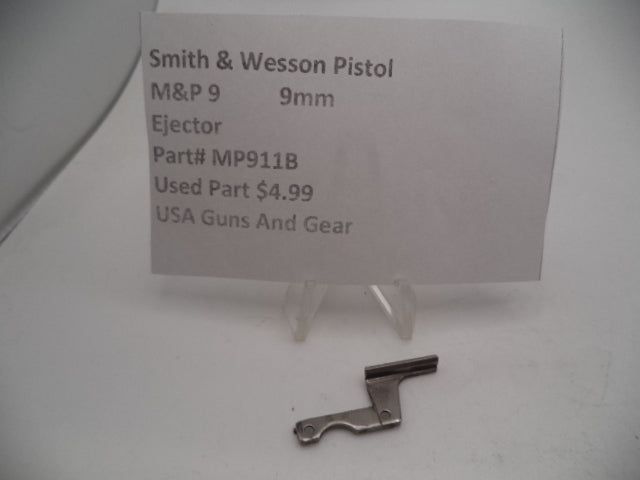 Smith & Wesson Pistol
M&P 9 9mm
Ejector
Part# MP911B
Used Part $4.99
USA Guns And Gear